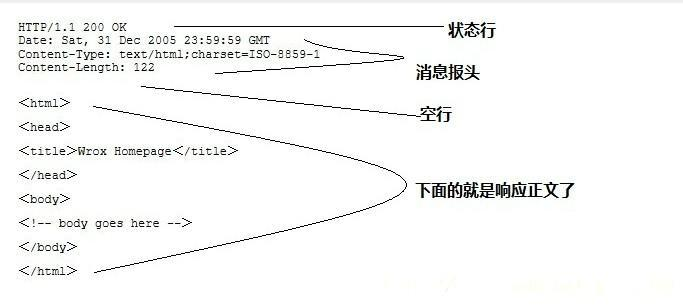 HTTP/1.1 200 OK
状态行
Date: Sat, 31 Dec 2005 23:59:59 GMT
Content-Type: text/html;charset=ISO-8859-1
消息报头
Content-Length: 122
空行
<html>
<head>
<title>Wrox Homepage</title>
</head>
下面的就是响应正文了
<body>
<!-- body goes here -->
</body>
</html>